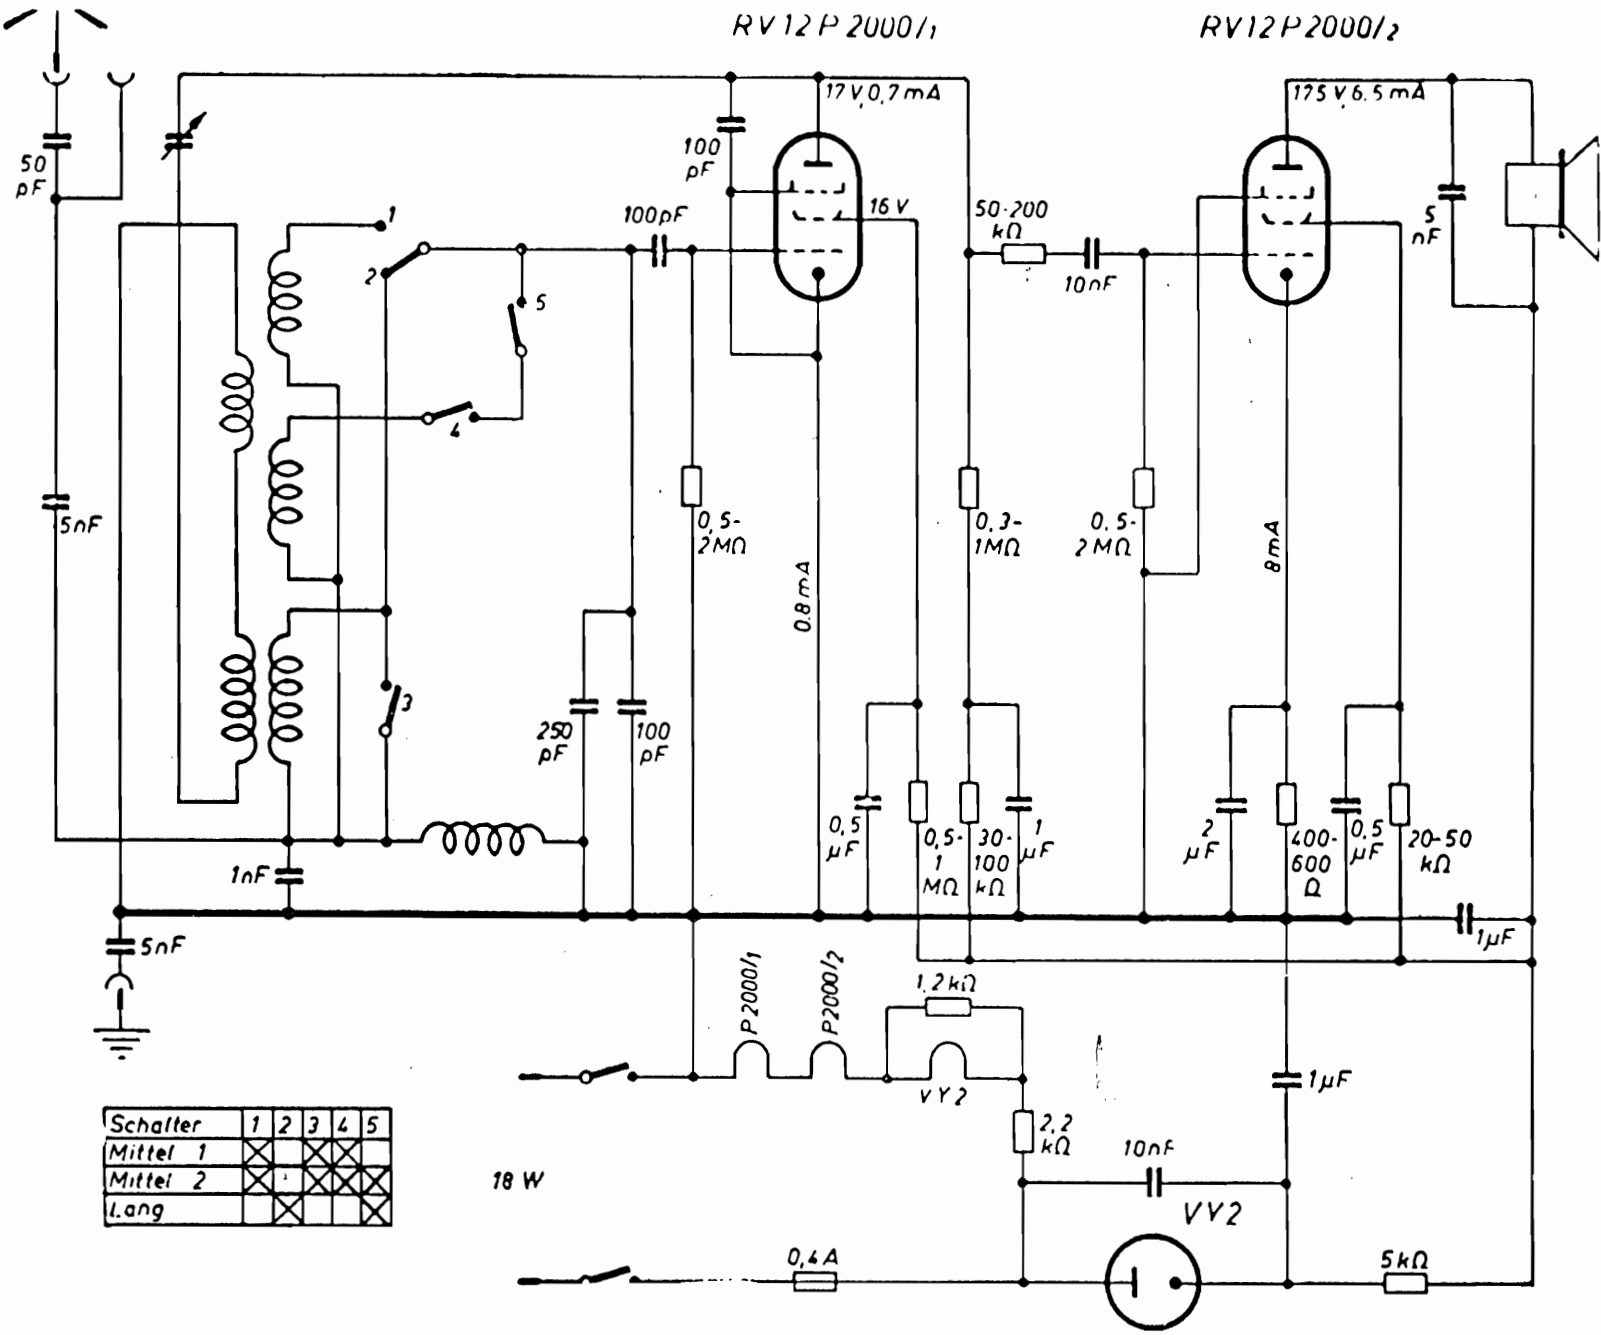 RV12P2000/1
RV12P2000/2
17V,0,7mA
175V,6.5mA
50
pF
100
pF
1
100pF
16V
50-200
kΩ
5
nF
2
5
10nF
4
5nF
0,5-
2MΩ
0,3-
1MΩ
0.5-
2MΩ
8mA
0.8mA
3
250
pF
100
pF
0,5
µF
0,5-
1
MΩ
30-
100
kΩ
1
µF
2
µF
400-
600
Ω
0,5
µF
20-50
kΩ
1nF
5nF
1µF
P2000/1
P2000/2
1,2kΩ
VY2
1µF
2,2
kΩ
Schalter 1 2 3 4 5
Mittel 1
Mittel 2
Lang
18 W
10nF
VY2
0,4A
5kΩ